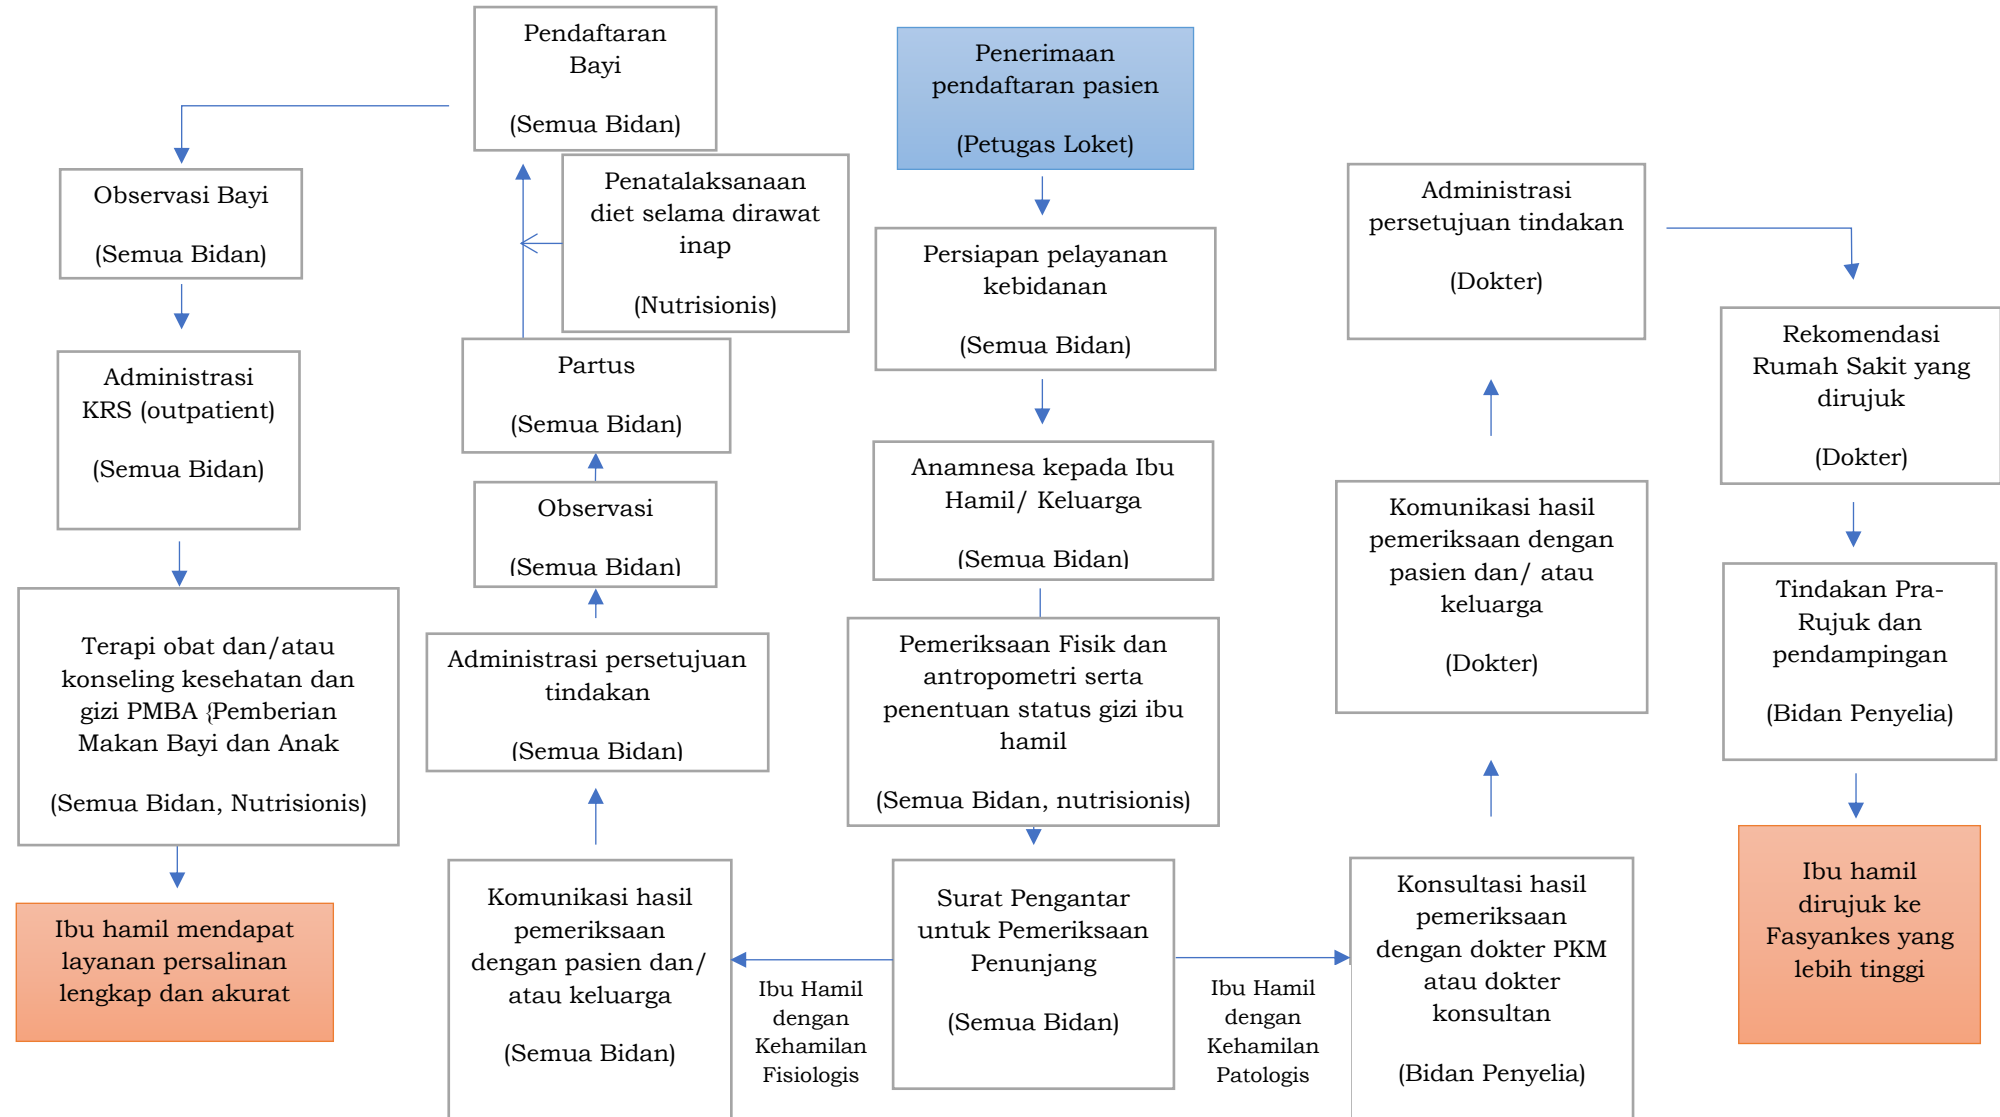 Penerimaan
pendaftaran pasien
(Petugas Loket)
Persiapan pelayanan
kebidanan
(Semua Bidan)
Anamnesa kepada Ibu
Hamil/ Keluarga
(Semua Bidan)
Pemeriksaan Fisik dan
antropometri serta
penentuan status gizi ibu
hamil
(Semua Bidan, nutrisionis)
Surat Pengantar
untuk Pemeriksaan
Penunjang
(Semua Bidan)
Ibu Hamil
dengan
Kehamilan
Fisiologis
Komunikasi hasil
pemeriksaan
dengan pasien dan/
atau keluarga
(Semua Bidan)
Administrasi persetujuan
tindakan
(Semua Bidan)
Observasi
(Semua Bidan)
Partus
(Semua Bidan)
Penatalaksanaan
diet selama dirawat
inap
(Nutrisionis)
Pendaftaran
Bayi
(Semua Bidan)
Observasi Bayi
(Semua Bidan)
Administrasi
KRS (outpatient)
(Semua Bidan)
Terapi obat dan/atau
konseling kesehatan dan
gizi PMBA {Pemberian
Makan Bayi dan Anak
(Semua Bidan, Nutrisionis)
Ibu hamil mendapat
layanan persalinan
lengkap dan akurat
Ibu Hamil
dengan
Kehamilan
Patologis
Konsultasi hasil
pemeriksaan
dengan dokter PKM
atau dokter
konsultan
(Bidan Penyelia)
Komunikasi hasil
pemeriksaan dengan
pasien dan/ atau
keluarga
(Dokter)
Administrasi
persetujuan tindakan
(Dokter)
Rekomendasi
Rumah Sakit yang
dirujuk
(Dokter)
Tindakan Pra-
Rujuk dan
pendampingan
(Bidan Penyelia)
Ibu hamil
dirujuk ke
Fasyankes yang
lebih tinggi